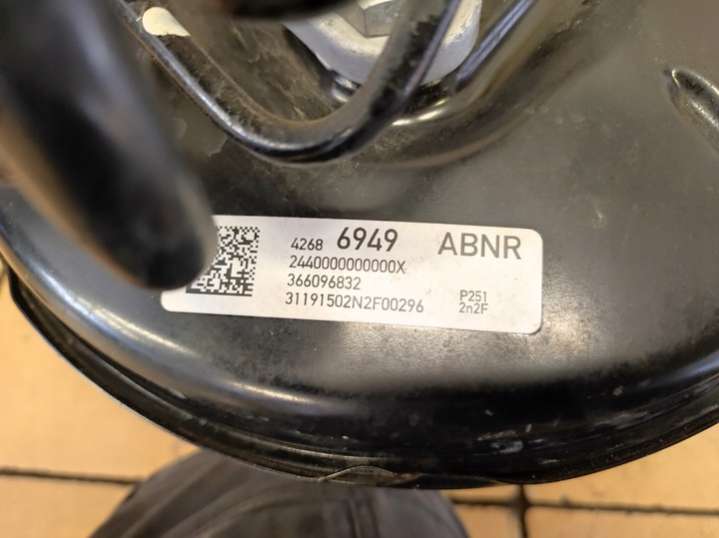 4268 6949 ABNR
2440000000000X
366096832
31191502N2F00296 P251
2n2F